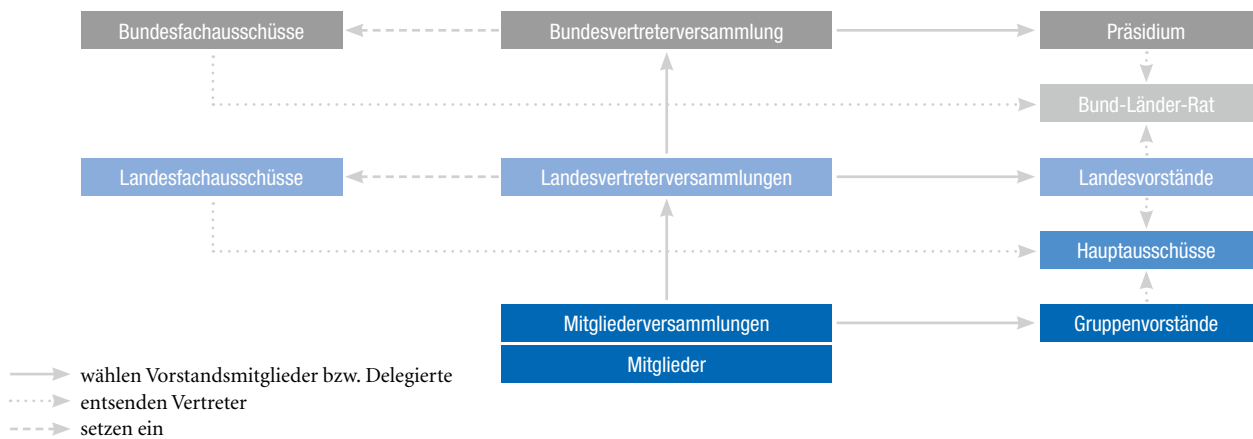 Bundesfachausschüsse
Bundesvertreterversammlung
Präsidium
Bund-Länder-Rat
Landesfachausschüsse
Landesvertreterversammlungen
Landesvorstände
Hauptausschüsse
Mitgliederversammlungen
Gruppenvorstände
Mitglieder
wählen Vorstandsmitglieder bzw. Delegierte
entsenden Vertreter
setzen ein